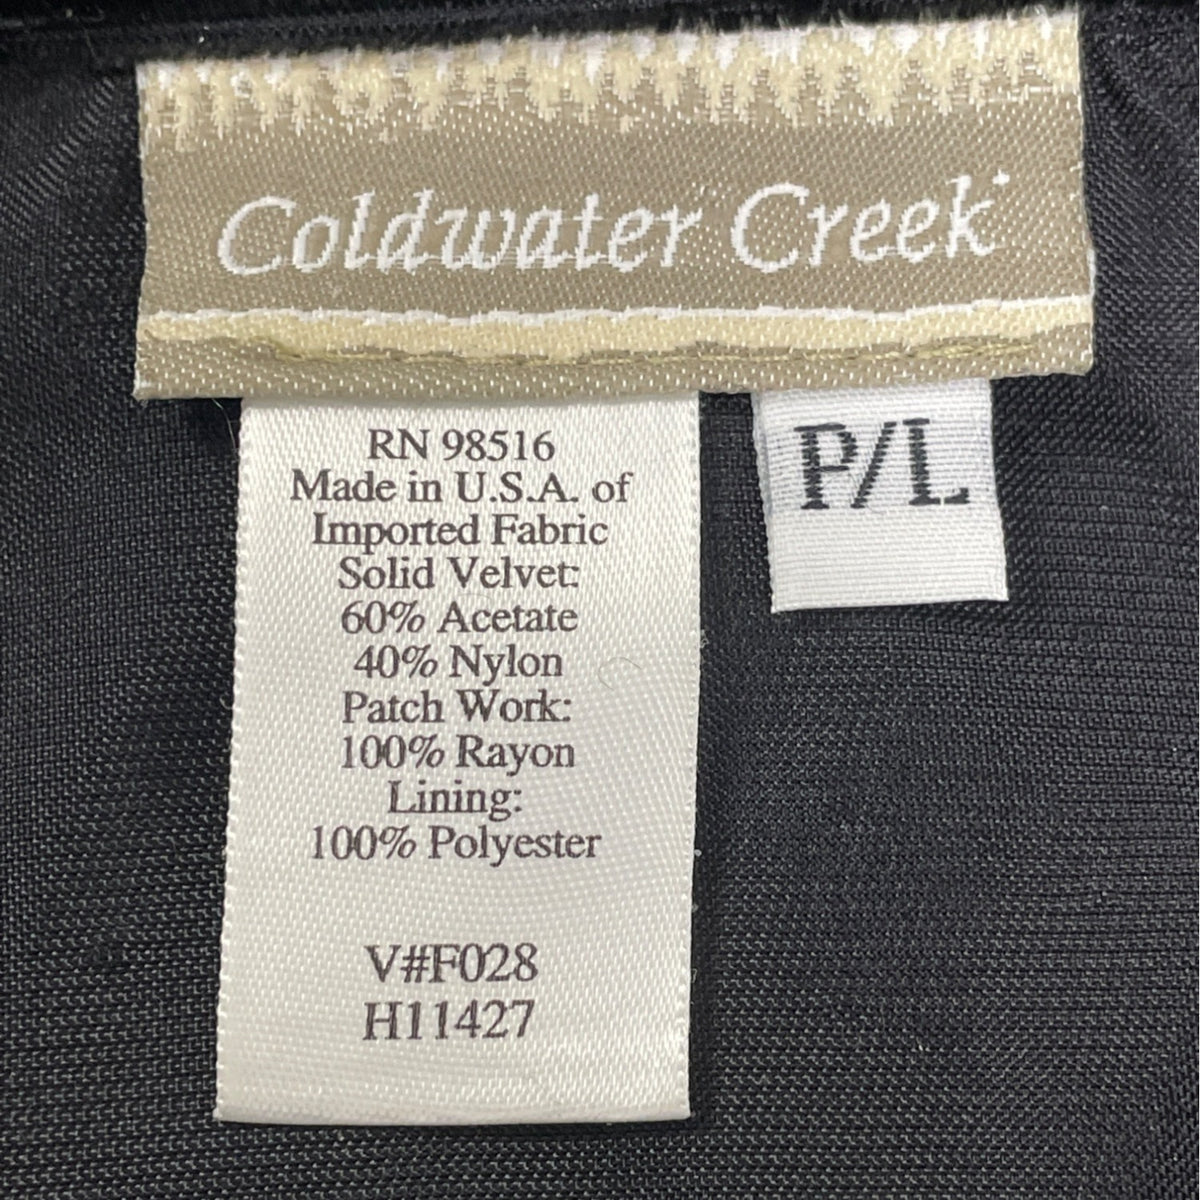 Coldwater Creek
RN 98516
Made in U.S.A. of
Imported Fabric
Solid Velvet:
60% Acetate
40% Nylon
Patch Work:
100% Rayon
Lining:
100% Polyester
V#F028
H11427
P/L